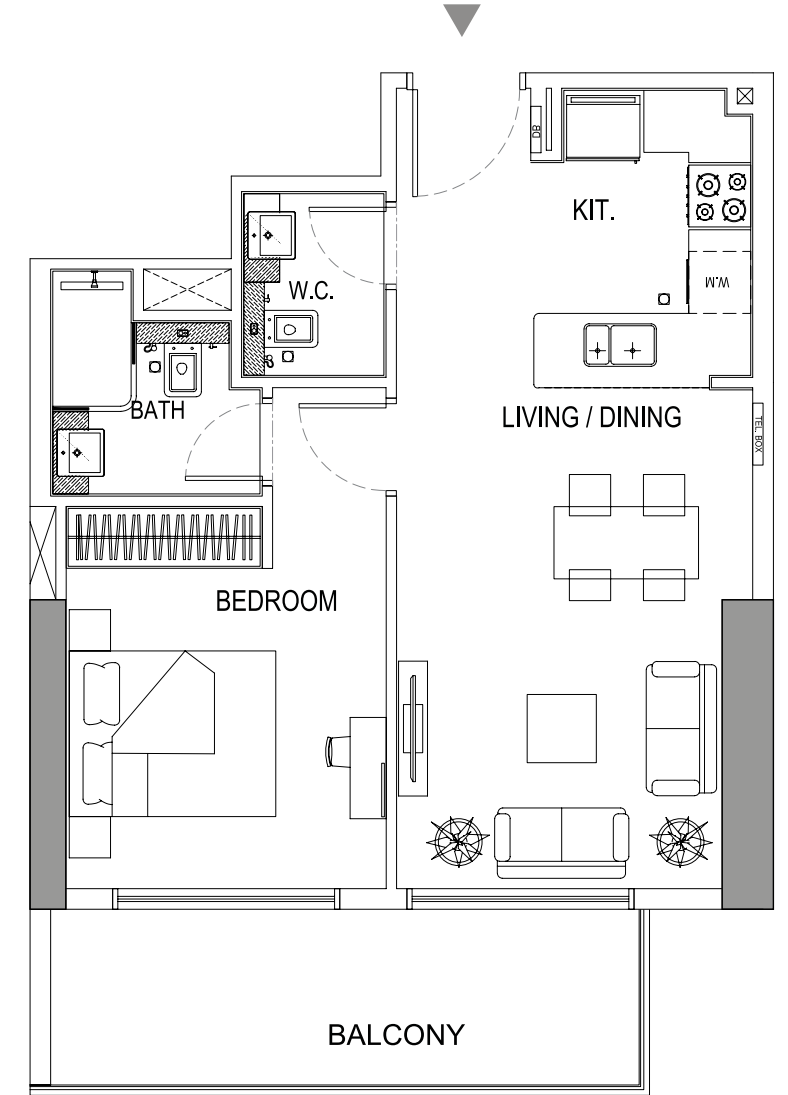 DB
KIT.
W.M
W.C.
BATH
LIVING / DINING
TEL. BOX
BEDROOM
BALCONY